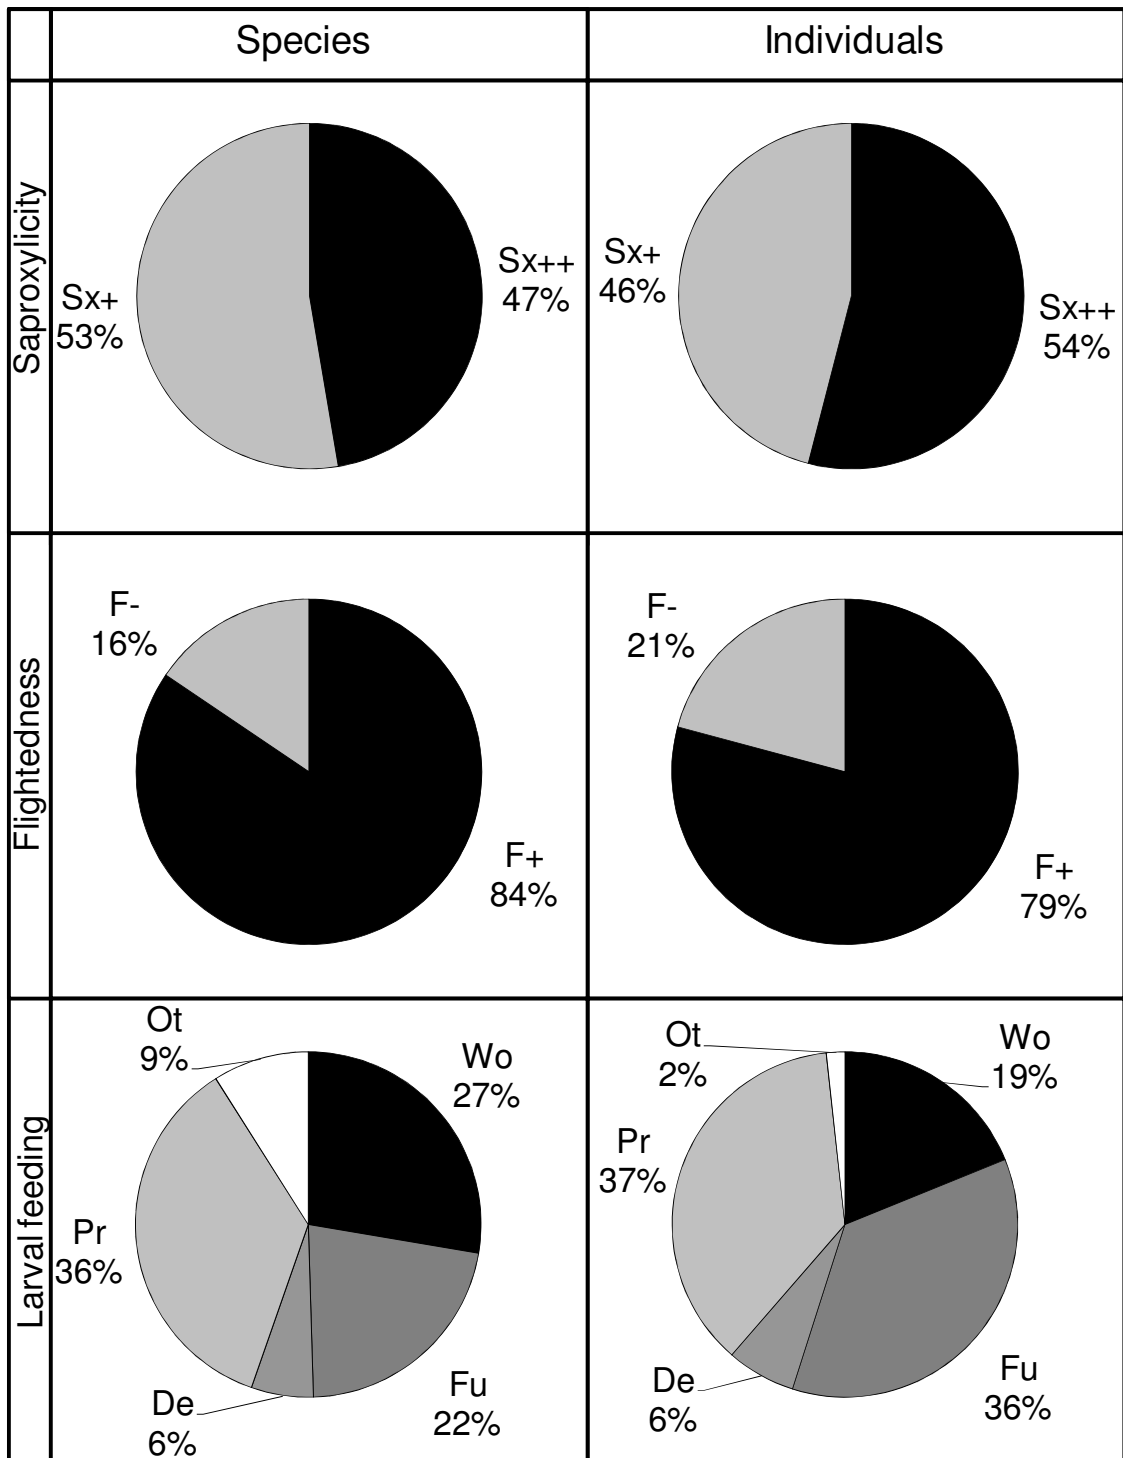 Species
Individuals
Saproxylicity
Sx+
53%
Sx++
47%
Sx+
46%
Sx++
54%
Flightedness
F-
16%
F+
84%
F-
21%
F+
79%
Larval feeding
Ot
9%
Wo
27%
Pr
36%
De
6%
Fu
22%
Ot
2%
Wo
19%
Pr
37%
De
6%
Fu
36%